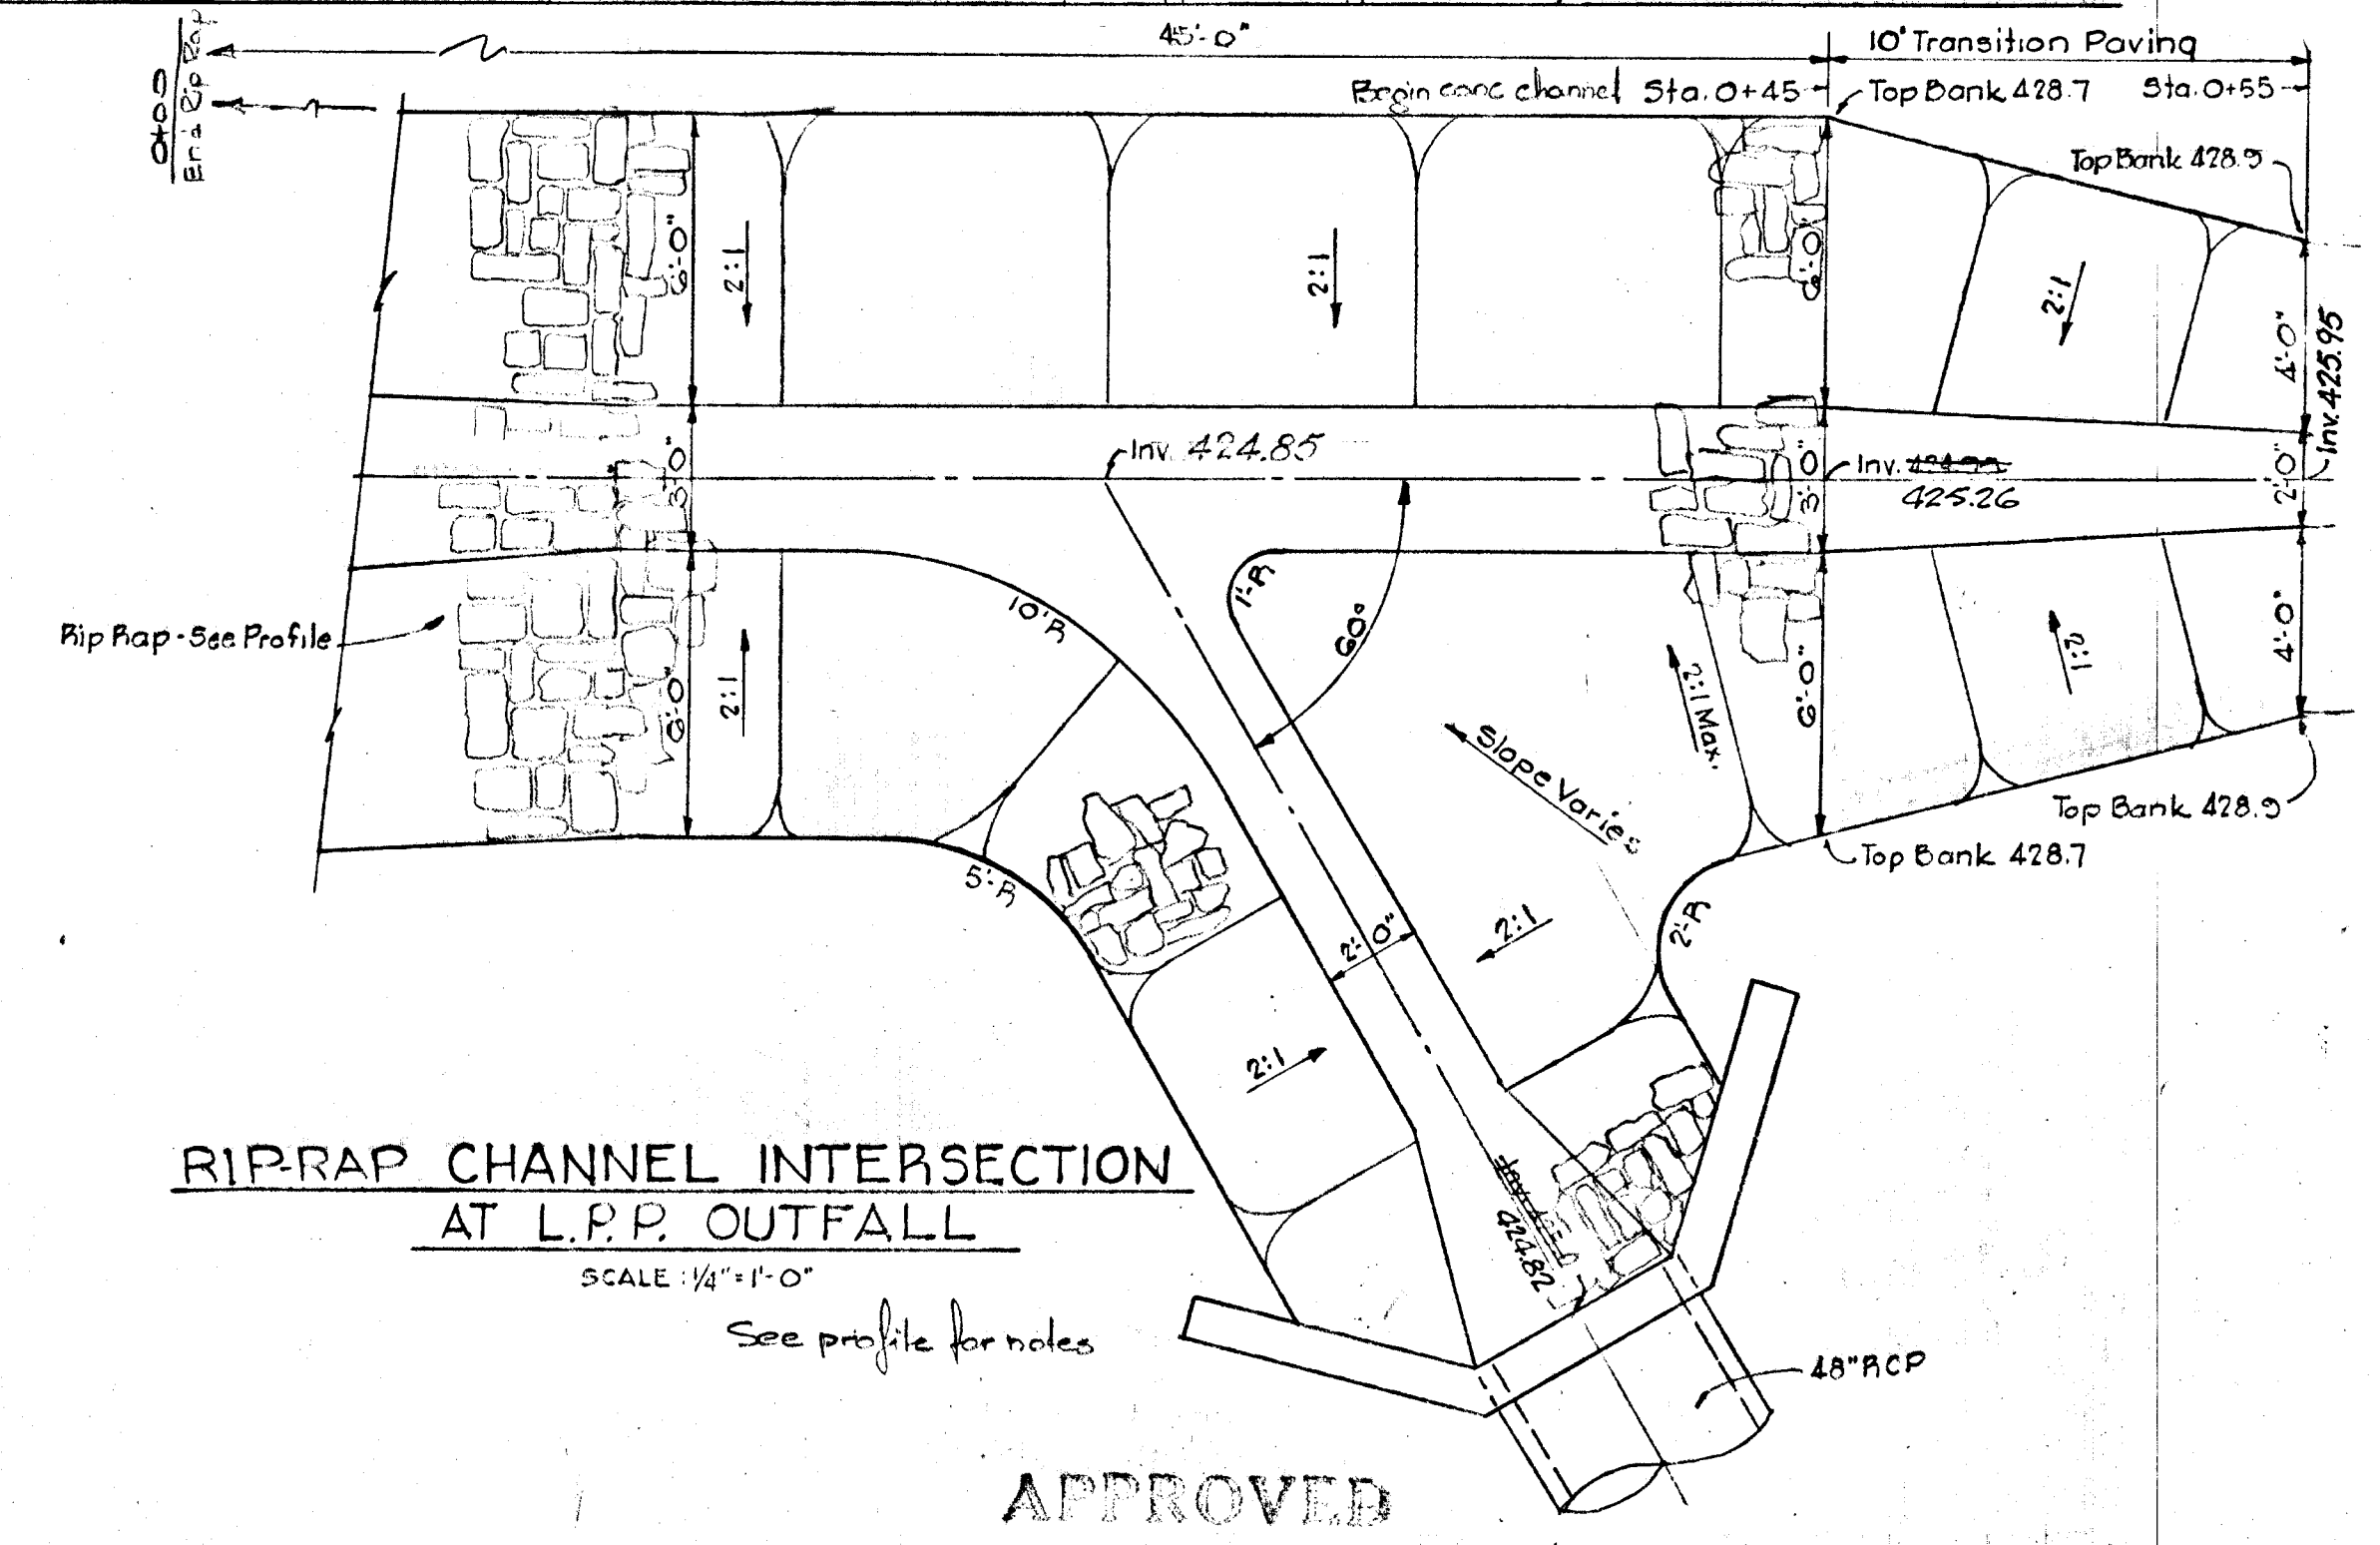 45'-0"
10' Transition Paving
0+00
End Rip Rap
Begin conc channel Sta. 0+45
Top Bank 428.7
Sta. 0+55
Top Bank 428.9
6'-0"
2:1
2:1
6'-0"
2:1
4'-0"
Inv. 425.95
3'-0"
Inv. 424.85
3'-0"
Inv.
425.26
2'-0"
Rip Rap - See Profile
6'-0"
2:1
10'R
1'-R
60°
2:1 Max.
6'-0"
2:1
4'-0"
Slope Varies
Top Bank 428.9
Top Bank 428.7
5'-R
2'-0"
2:1
2'-R
2:1
RIP-RAP CHANNEL INTERSECTION
AT L.P.P. OUTFALL
SCALE : 1/4" = 1'-0"
See profile for notes
Inv.
424.82
48" RCP
APPROVED